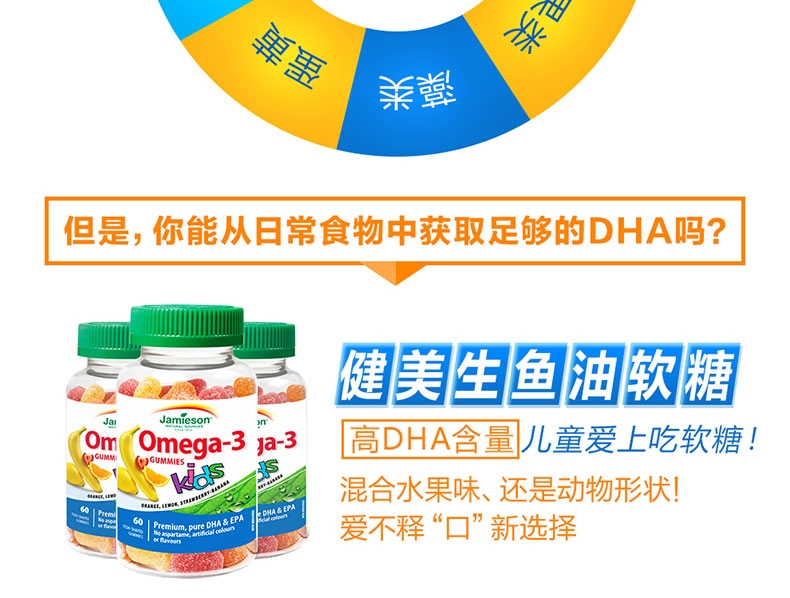 蛋黄
藻类
但是，你能从日常食物中获取足够的DHA吗?
健美生鱼油软糖
高DHA含量 儿童爱上吃软糖!
混合水果味、还是动物形状!
爱不释“口”新选择
Jamieson
NATURAL SOURCES
Omega-3
GUMMIES
kids
ORANGE, LEMON, STRAWBERRY-BANANA
60
Premium, pure DHA & EPA
No aspartame, artificial colours
or flavours